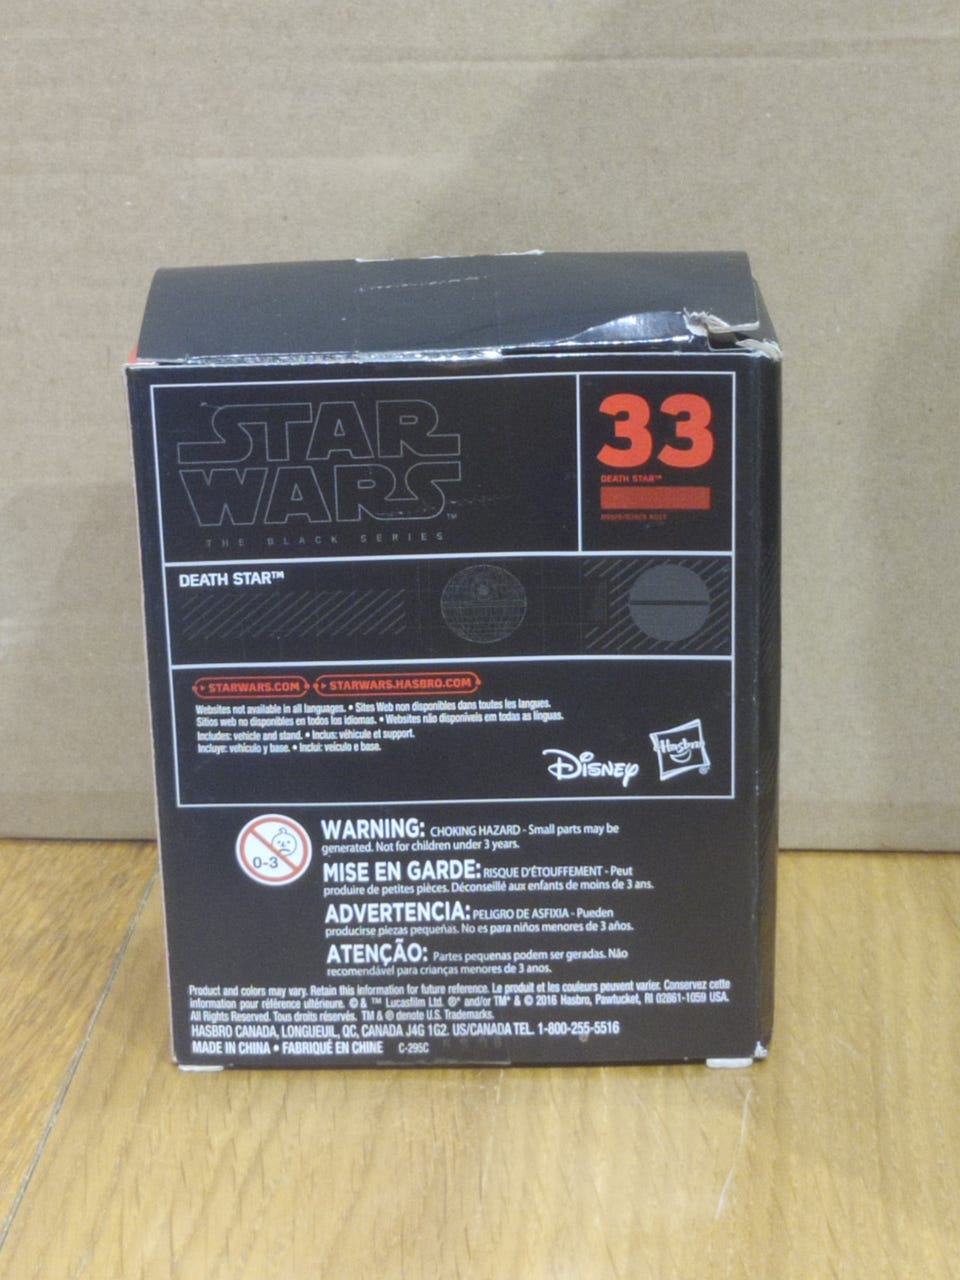 STAR
WARS™
THE BLACK SERIES
33
DEATH STAR™
DEATH STAR™
STARWARS.COM STARWARS.HASBRO.COM
Websites not available in all languages. • Sites Web non disponibles dans toutes les langues.
Sitios web no disponibles en todos los idiomas. • Websites não disponíveis em todas as línguas.
Includes: vehicle and stand. • Inclus: véhicule et support.
Incluye: vehículo y base. • Inclui: veículo e base.
Disney
Hasbro
0-3
WARNING: CHOKING HAZARD - Small parts may be
generated. Not for children under 3 years.
MISE EN GARDE: RISQUE D'ÉTOUFFEMENT - Peut
produire de petites pièces. Déconseillé aux enfants de moins de 3 ans.
ADVERTENCIA: PELIGRO DE ASFIXIA - Pueden
producirse piezas pequeñas. No es para niños menores de 3 años.
ATENÇÃO: Partes pequenas podem ser geradas. Não
recomendável para crianças menores de 3 anos.
Product and colors may vary. Retain this information for future reference. Le produit et les couleurs peuvent varier. Conservez cette
information pour référence ultérieure. © & ™ Lucasfilm Ltd. ®* and/or TM* & © 2016 Hasbro, Pawtucket, RI 02861-1059 USA.
All Rights Reserved. Tous droits réservés. TM & ® denote U.S. Trademarks.
HASBRO CANADA, LONGUEUIL, QC, CANADA J4G 1G2. US/CANADA TEL. 1-800-255-5516
MADE IN CHINA • FABRIQUÉ EN CHINE C-295C